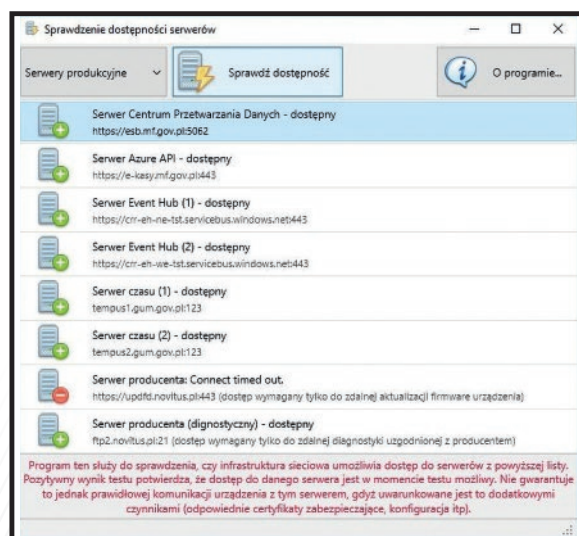 Sprawdzenie dostępności serwerów
Serwery produkcyjne
Sprawdź dostępność
O programie...
Serwer Centrum Przetwarzania Danych - dostępny
https://esb.mf.gov.pl:5062
Serwer Azure API - dostępny
https://e-kasy.mf.gov.pl:443
Serwer Event Hub (1) - dostępny
https://crr-eh-ne-tst.servicebus.windows.net:443
Serwer Event Hub (2) - dostępny
https://crr-eh-we-tst.servicebus.windows.net:443
Serwer czasu (1) - dostępny
tempus1.gum.gov.pl:123
Serwer czasu (2) - dostępny
tempus2.gum.gov.pl:123
Serwer producenta: Connect timed out.
https://updfd.novitus.pl:443 (dostęp wymagany tylko do zdalnej aktualizacji firmware urządzenia)
Serwer producenta (dignostyczny) - dostępny
ftp2.novitus.pl:21 (dostęp wymagany tylko do zdalnej diagnostyki uzgodnionej z producentem)
Program ten służy do sprawdzenia, czy infrastruktura sieciowa umożliwia dostęp do serwerów z powyższej listy.
Pozytywny wynik testu potwierdza, że dostęp do danego serwera jest w momencie testu możliwy. Nie gwarantuje
to jednak prawidłowej komunikacji urządzenia z tym serwerem, gdyż uwarunkowane jest to dodatkowymi
czynnikami (odpowiednie certyfikaty zabezpieczające, konfiguracja itp).